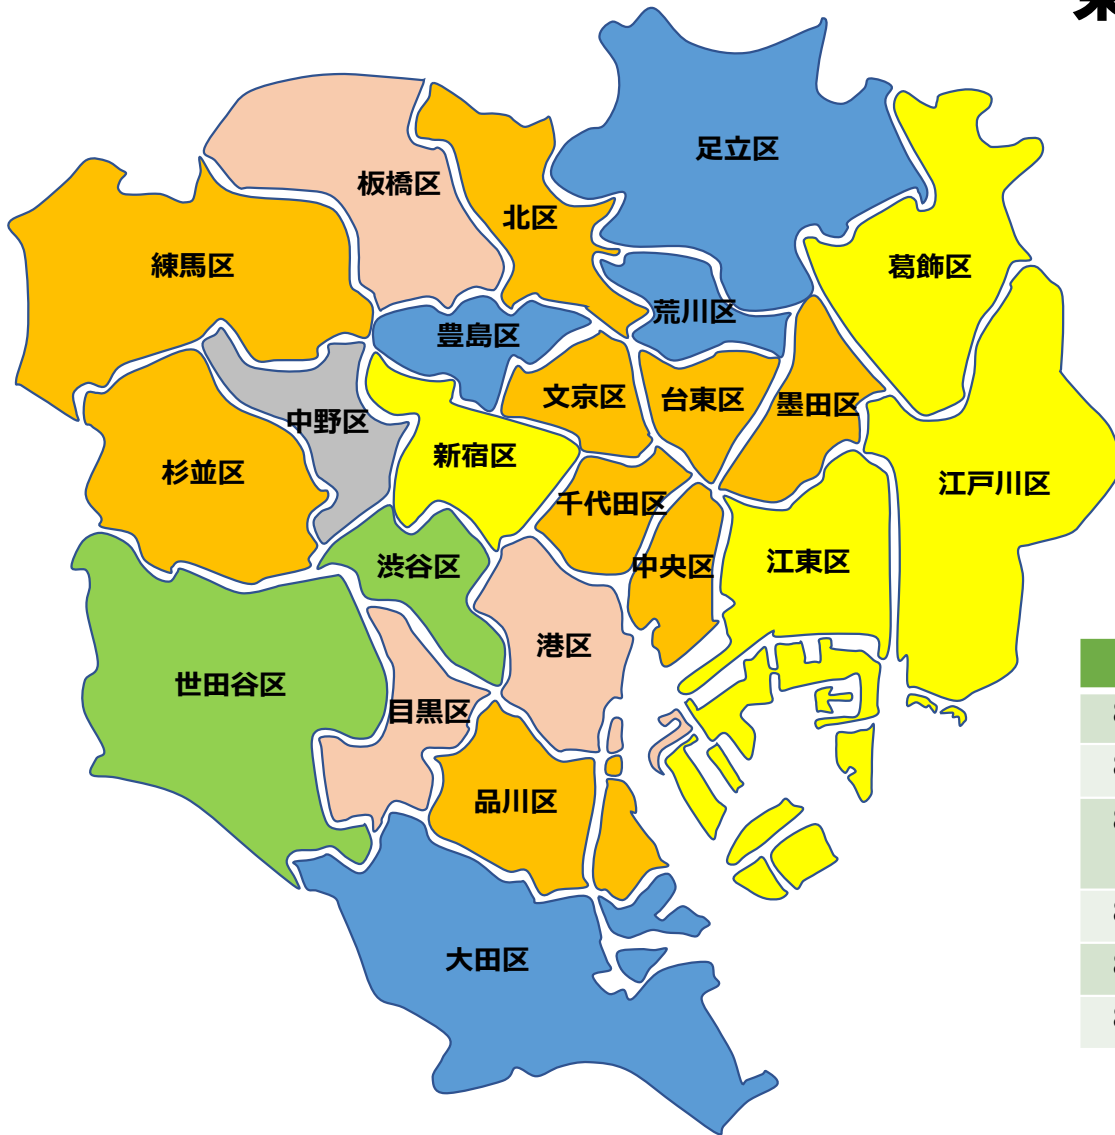 足立区
板橋区
北区
練馬区
葛飾区
荒川区
豊島区
文京区
台東区
墨田区
中野区
新宿区
杉並区
江戸川区
千代田区
中央区
江東区
渋谷区
港区
世田谷区
目黒区
品川区
大田区